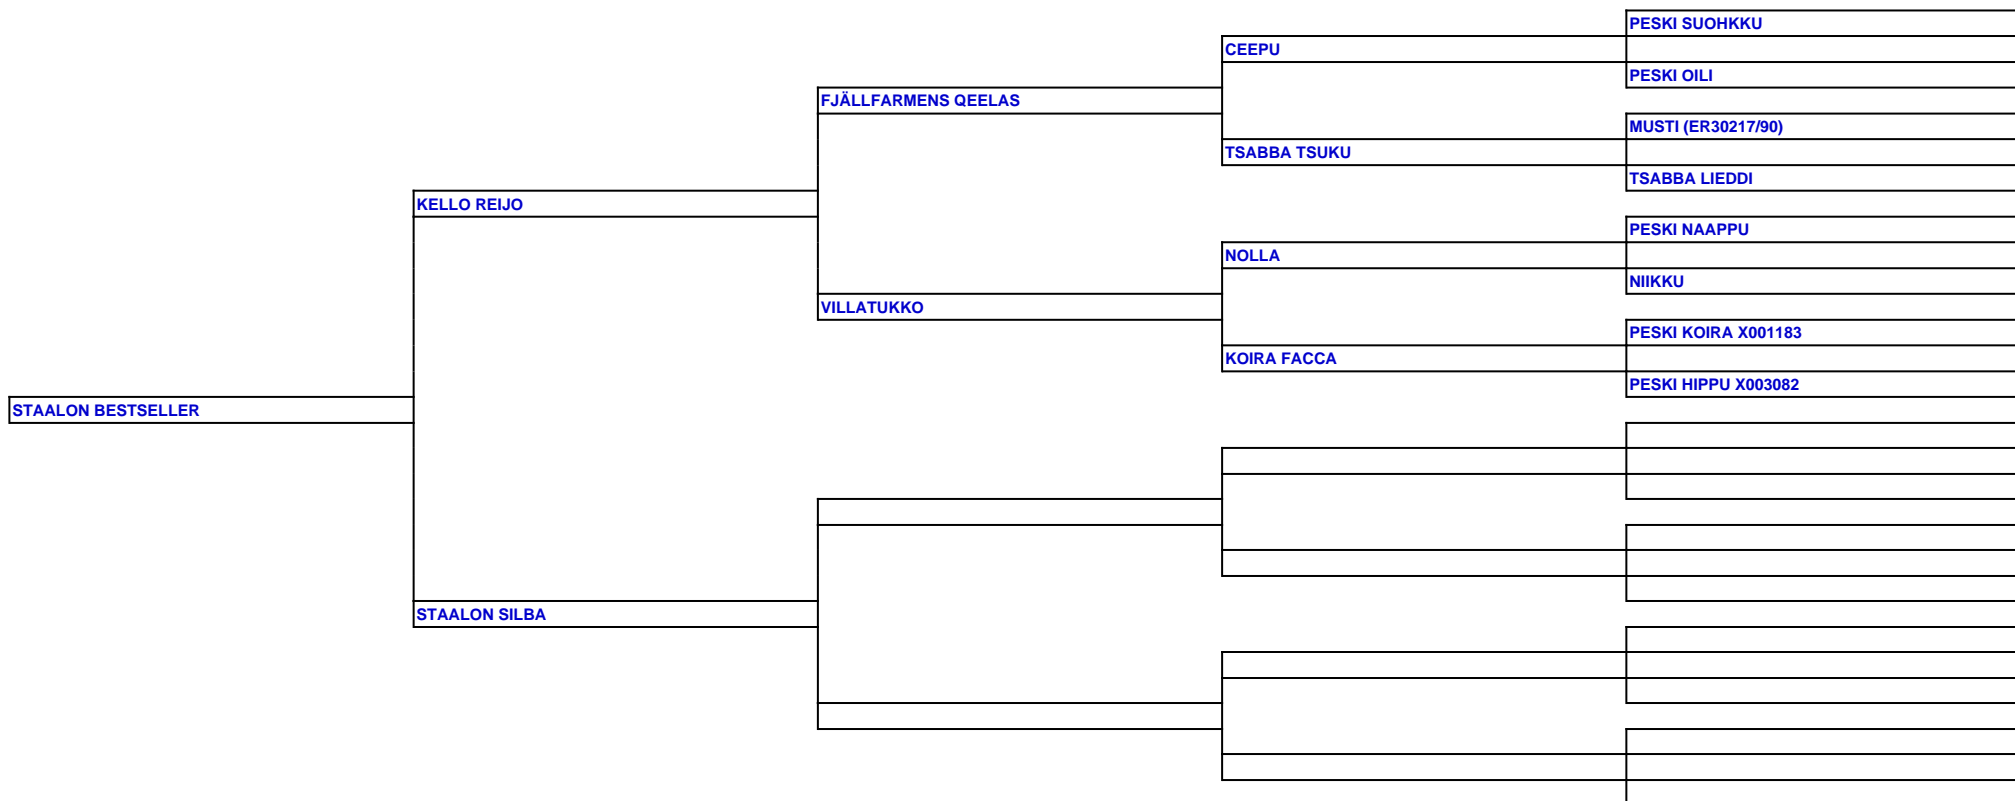 PESKI SUOHKKU
CEEPU
PESKI OILI
FJÄLLFARMENS QEELAS
MUSTI (ER30217/90)
TSABBA TSUKU
TSABBA LIEDDI
KELLO REIJO
PESKI NAAPPU
NOLLA
NIIKKU
VILLATUKKO
PESKI KOIRA X001183
KOIRA FACCA
PESKI HIPPU X003082
STAALON BESTSELLER
STAALON SILBA